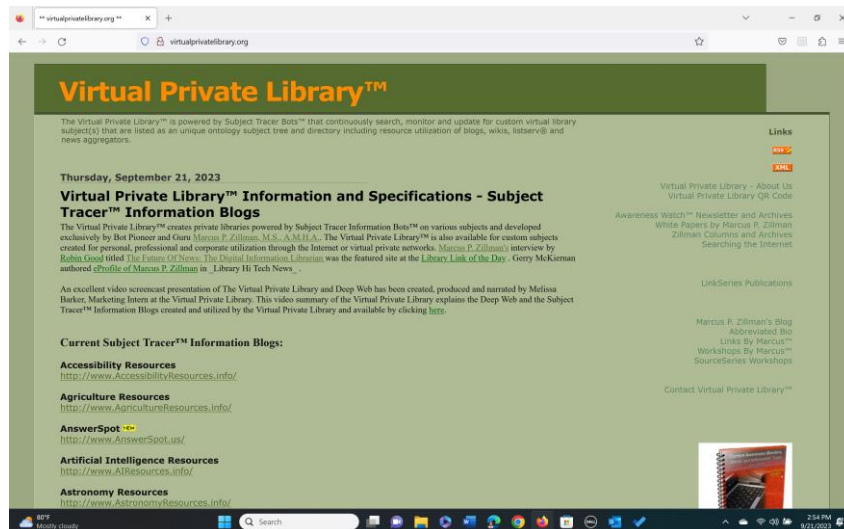 ** virtualprivatelibrary.org **
virtualprivatelibrary.org
Virtual Private Library™
The Virtual Private Library™ is powered by Subject Tracer Bots™ that continuously search, monitor and update for custom virtual library
subject(s) that are listed as an unique ontology subject tree and directory including resource utilization of blogs, wikis, listserv® and
news aggregators.
Thursday, September 21, 2023
Virtual Private Library™ Information and Specifications - Subject
Tracer™ Information Blogs
The Virtual Private Library™ creates private libraries powered by Subject Tracer Information Bots™ on various subjects and developed
exclusively by Bot Pioneer and Guru Marcus P. Zillman, M.S., A.M.H.A.. The Virtual Private Library™ is also available for custom subjects
created for personal, professional and corporate utilization through the Internet or virtual private networks. Marcus P. Zillman's interview by
Robin Good titled The Future Of News: The Digital Information Librarian was the featured site at the Library Link of the Day . Gerry McKiernan
authored eProfile of Marcus P. Zillman in _Library Hi Tech News_ .
An excellent video screencast presentation of The Virtual Private Library and Deep Web has been created, produced and narrated by Melissa
Barker, Marketing Intern at the Virtual Private Library. This video summary of the Virtual Private Library explains the Deep Web and the Subject
Tracer™ Information Blogs created and utilized by the Virtual Private Library and available by clicking here.
Current Subject Tracer™ Information Blogs:
Accessibility Resources
http://www.AccessibilityResources.info/
Agriculture Resources
http://www.AgricultureResources.info/
AnswerSpot NEW
http://www.AnswerSpot.us/
Artificial Intelligence Resources
http://www.AIResources.info/
Astronomy Resources
http://www.AstronomyResources.info/
Links
RSS
XML
Virtual Private Library - About Us
Virtual Private Library QR Code
Awareness Watch™ Newsletter and Archives
White Papers by Marcus P. Zillman
Zillman Columns and Archives
Searching the Internet
LinkSeries Publications
Marcus P. Zillman's Blog
Abbreviated Bio
Links By Marcus™
Workshops By Marcus™
SourceSeries Workshops
Contact Virtual Private Library™
80°F
Mostly cloudy
Search
2:54 PM
9/21/2023